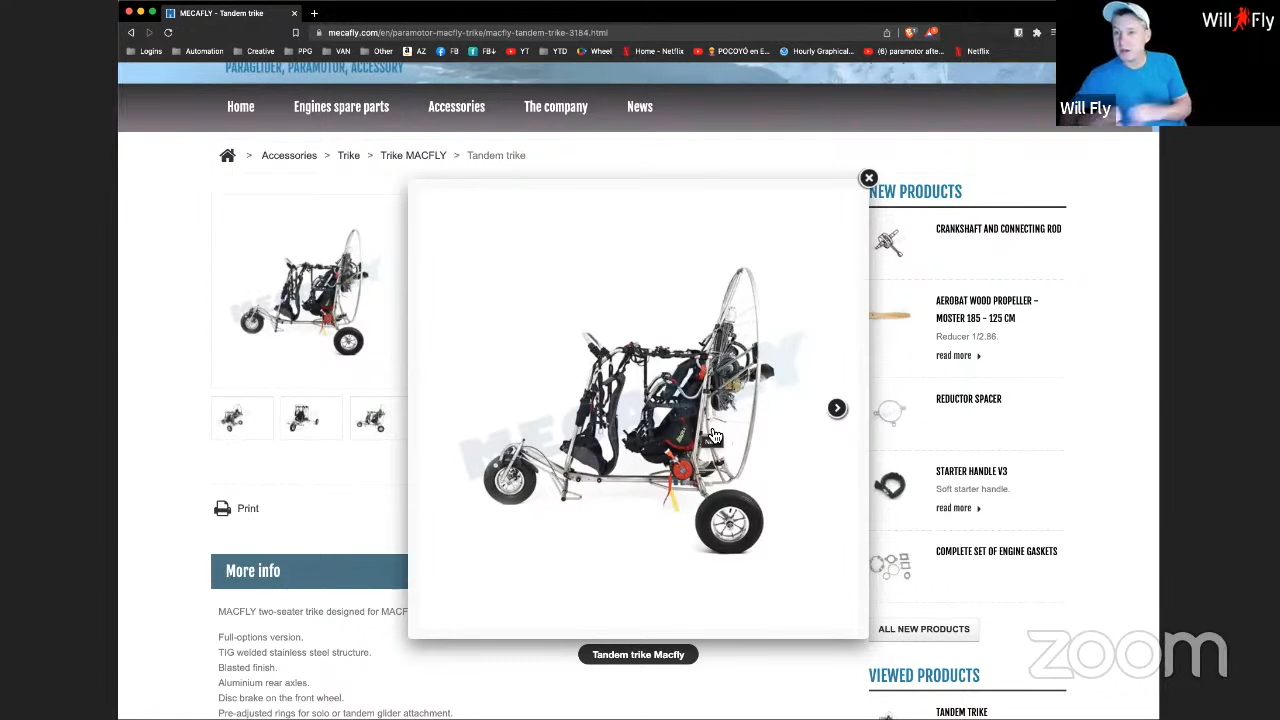 MECAFLY - Tandem trike
mecafly.com/en/paramotor-macfly-trike/macfly-tandem-trike-3184.html
Logins Automation Creative PPG VAN Other AZ FB FB↓ YT YTD Wheel Home - Netflix POCOYÓ en E... Hourly Graphical... (6) paramotor afte... Netflix
Will Fly
Will Fly
PARAGLIDER, PARAMOTOR, ACCESSORY
Home Engines spare parts Accessories The company News
> Accessories > Trike > Trike MACFLY > Tandem trike
NEW PRODUCTS
CRANKSHAFT AND CONNECTING ROD
AEROBAT WOOD PROPELLER -
MOSTER 185 - 125 CM
Reducer 1/2.86.
read more
REDUCTOR SPACER
STARTER HANDLE V3
Soft starter handle.
read more
COMPLETE SET OF ENGINE GASKETS
ALL NEW PRODUCTS
VIEWED PRODUCTS
TANDEM TRIKE
MECAFLY
Tandem trike Macfly
Print
More info
MACFLY two-seater trike designed for MACF
Full-options version.
TIG welded stainless steel structure.
Blasted finish.
Aluminium rear axles.
Disc brake on the front wheel.
Pre-adjusted rings for solo or tandem glider attachment.
zoom